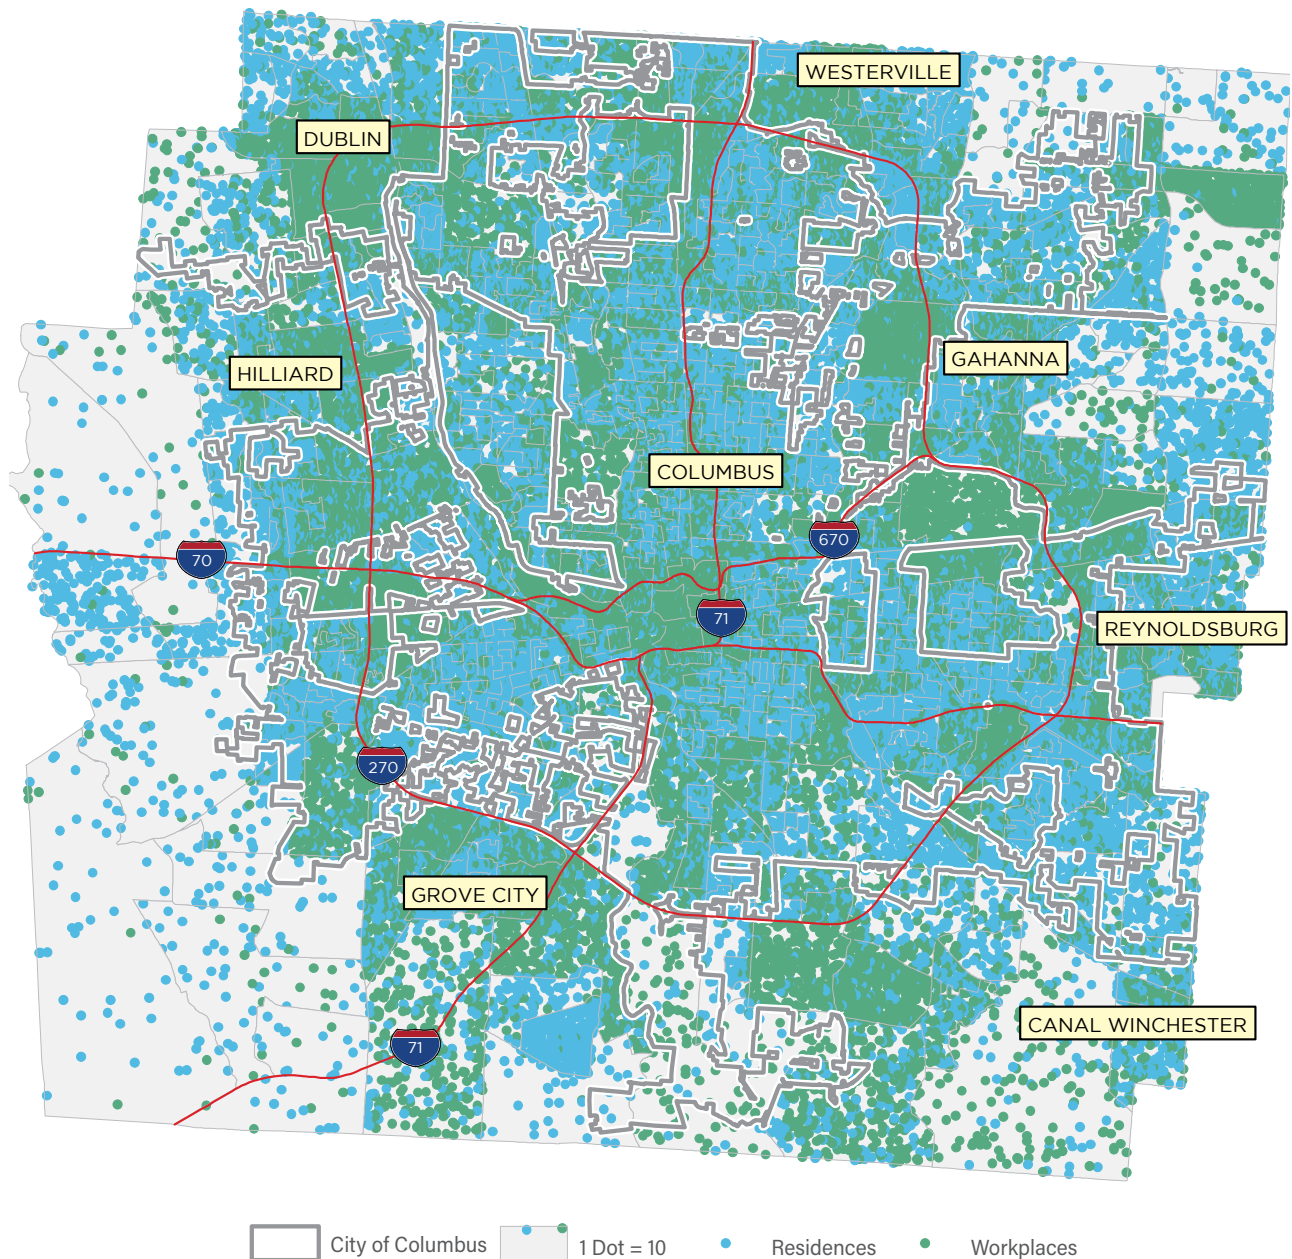 WESTERVILLE
DUBLIN
GAHANNA
HILLIARD
COLUMBUS
670
70
71
REYNOLDSBURG
270
GROVE CITY
CANAL WINCHESTER
71
City of Columbus 1 Dot = 10 Residences Workplaces